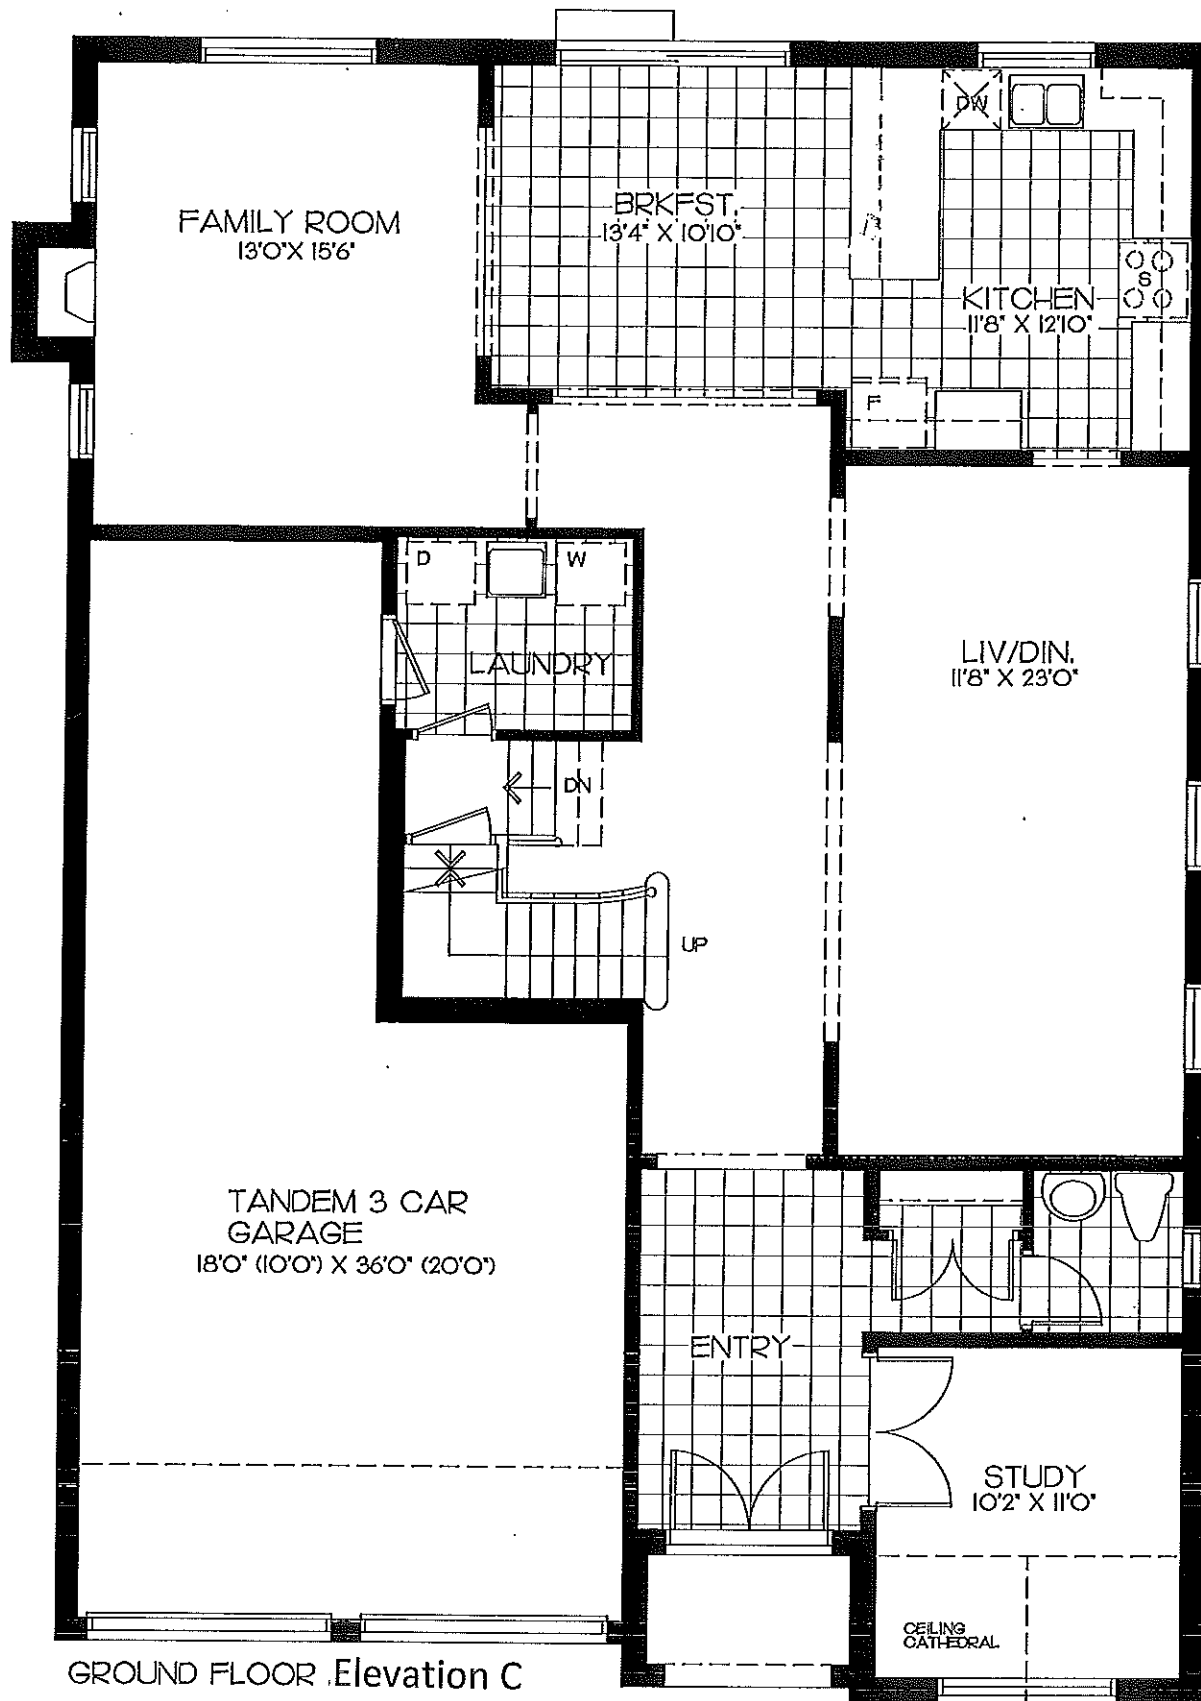 FAMILY ROOM
13'0" X 15'6"
BRKFST.
13'4" X 10'10"
DW
S
KITCHEN
11'8" X 12'10"
F
D
W
LAUNDRY
LIV/DIN.
11'8" X 23'0"
DN
UP
TANDEM 3 CAR
GARAGE
18'0" (10'0") X 36'0" (20'0")
ENTRY
STUDY
10'2" X 11'0"
CEILING
CATHEDRAL
GROUND FLOOR Elevation C